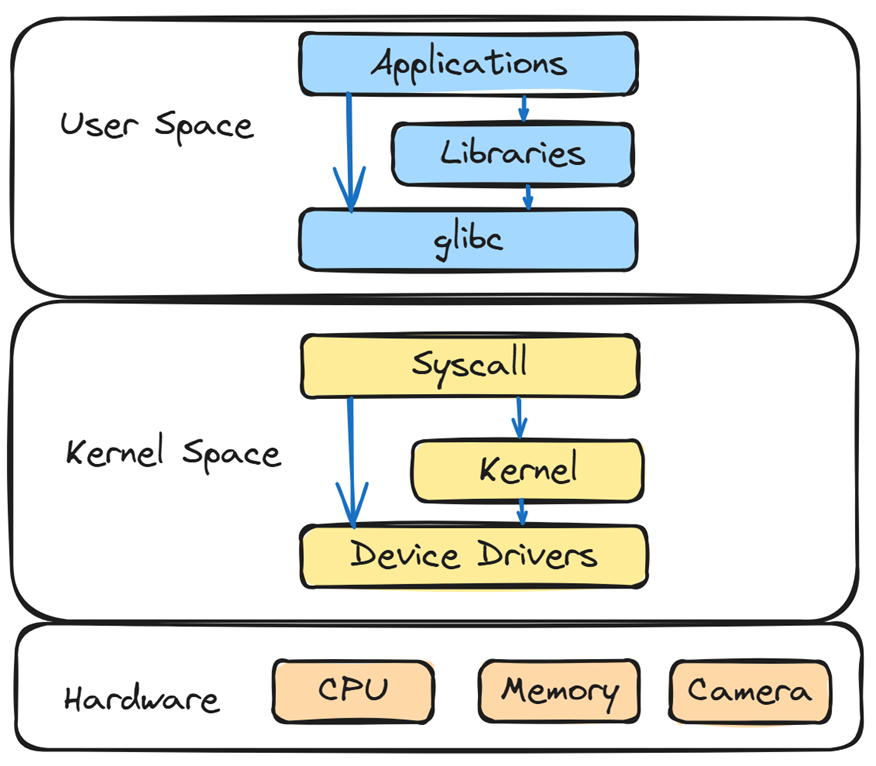 Applications
User Space
Libraries
glibc
Syscall
Kernel Space
Kernel
Device Drivers
Hardware
CPU
Memory
Camera